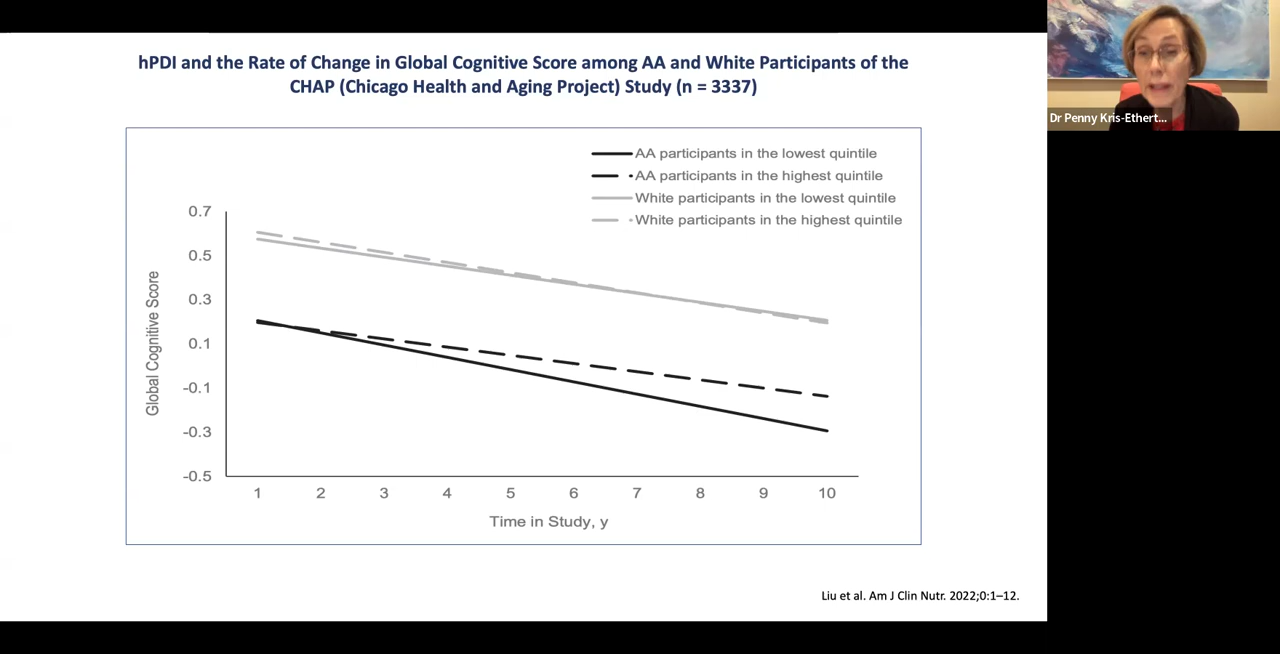 hPDI and the Rate of Change in Global Cognitive Score among AA and White Participants of the
CHAP (Chicago Health and Aging Project) Study (n = 3337)
Dr Penny Kris-Ethert...
AA participants in the lowest quintile
AA participants in the highest quintile
White participants in the lowest quintile
White participants in the highest quintile
Global Cognitive Score
0.7
0.5
0.3
0.1
-0.1
-0.3
-0.5
1 2 3 4 5 6 7 8 9 10
Time in Study, y
Liu et al. Am J Clin Nutr. 2022;0:1–12.